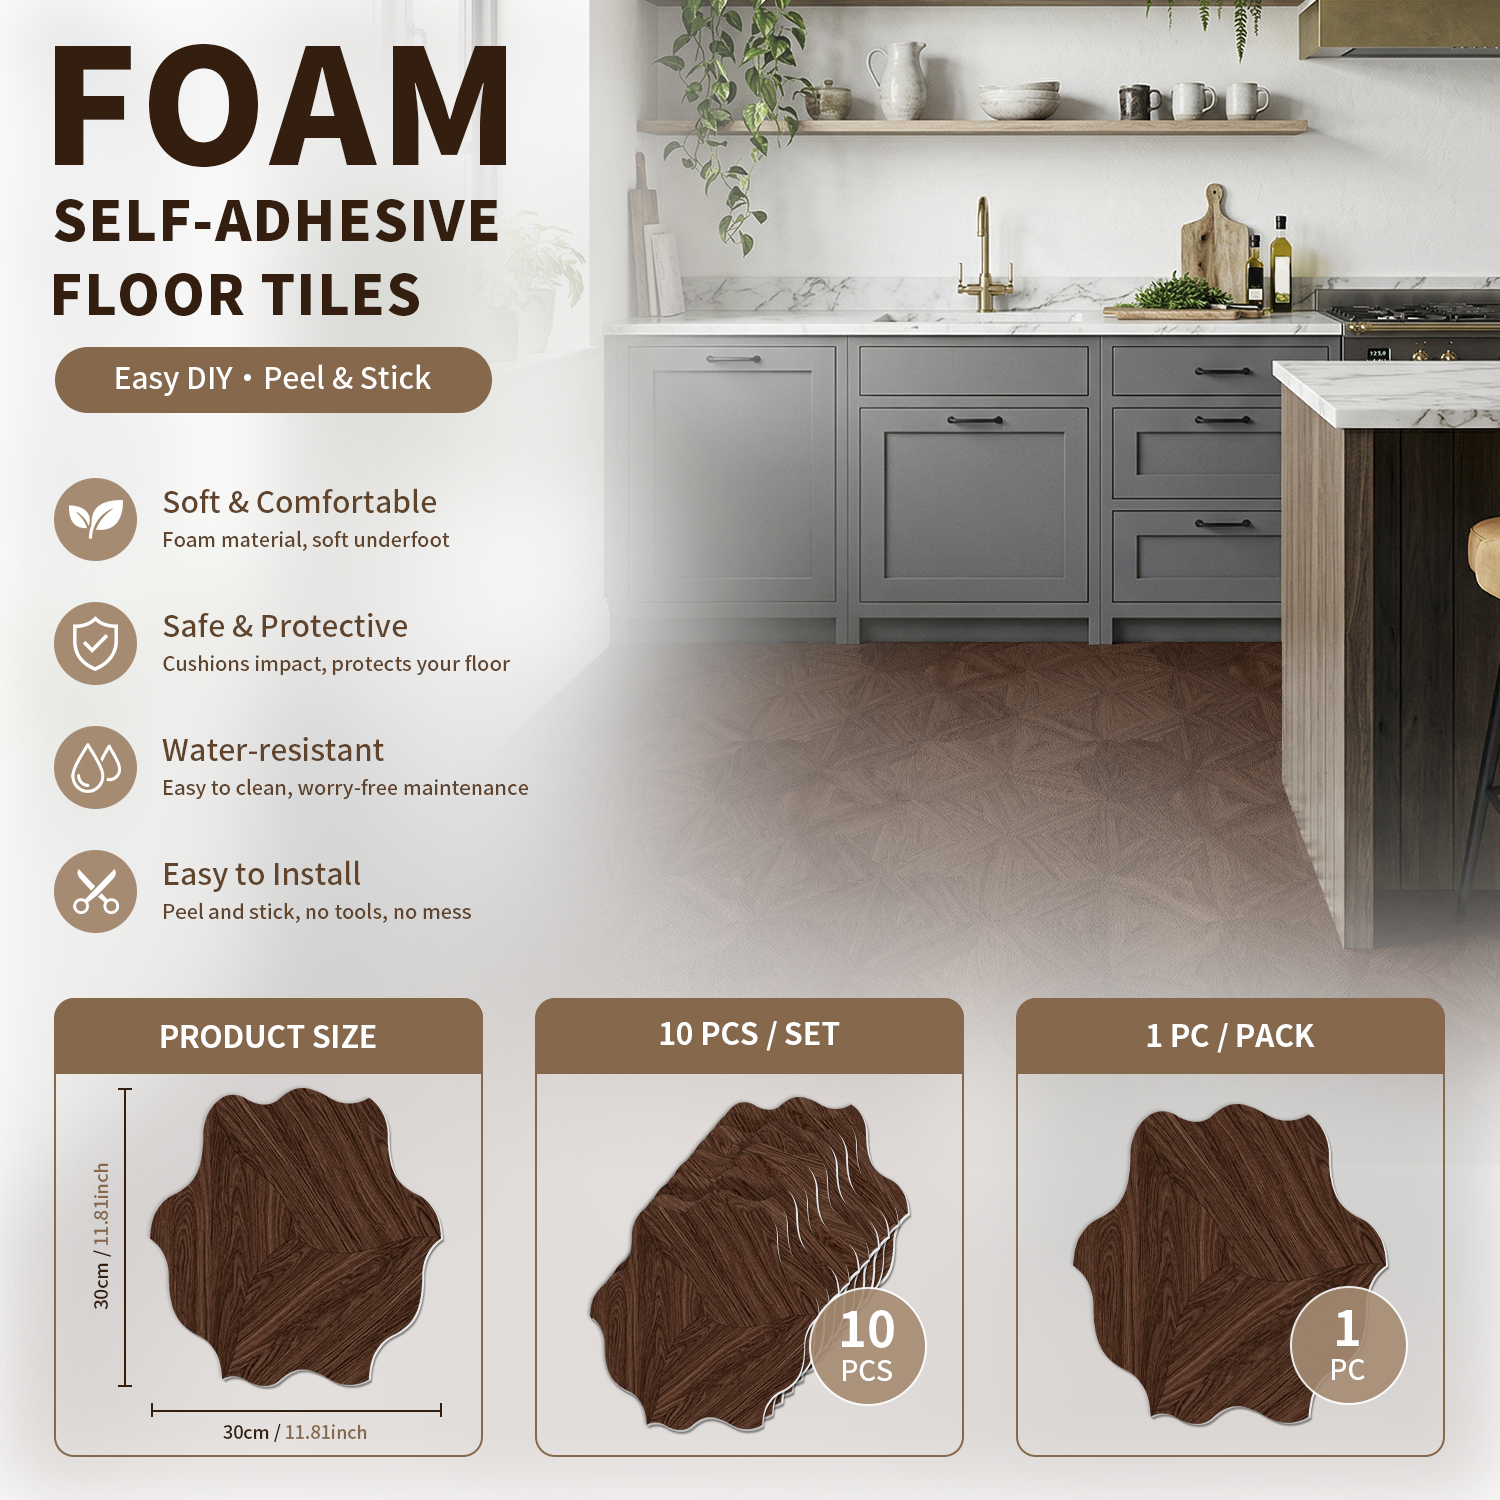 FOAM
SELF-ADHESIVE
FLOOR TILES
Easy DIY • Peel & Stick
Soft & Comfortable
Foam material, soft underfoot
Safe & Protective
Cushions impact, protects your floor
Water-resistant
Easy to clean, worry-free maintenance
Easy to Install
Peel and stick, no tools, no mess
PRODUCT SIZE
30cm / 11.81inch
30cm / 11.81inch
10 PCS / SET
10
PCS
1 PC / PACK
1
PC